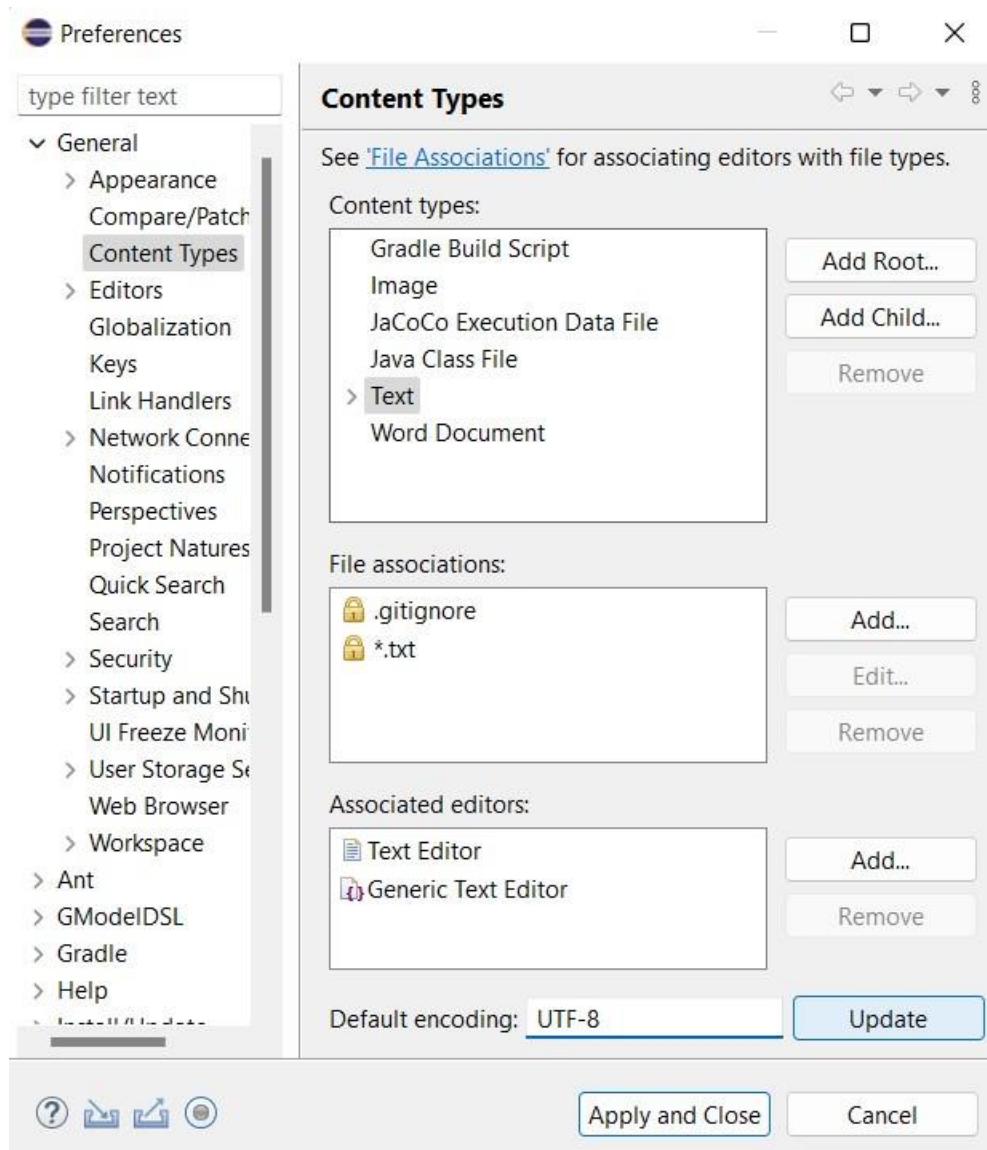 Preferences
type filter text
General
Appearance
Compare/Patch
Content Types
Editors
Globalization
Keys
Link Handlers
Network Conne
Notifications
Perspectives
Project Natures
Quick Search
Search
Security
Startup and Shu
UI Freeze Moni
User Storage Se
Web Browser
Workspace
Ant
GModelDSL
Gradle
Help
Content Types
See 'File Associations' for associating editors with file types.
Content types:
Gradle Build Script
Image
JaCoCo Execution Data File
Java Class File
Text
Word Document
Add Root...
Add Child...
Remove
File associations:
.gitignore
*.txt
Add...
Edit...
Remove
Associated editors:
Text Editor
Generic Text Editor
Add...
Remove
Default encoding: UTF-8 Update
Apply and Close Cancel